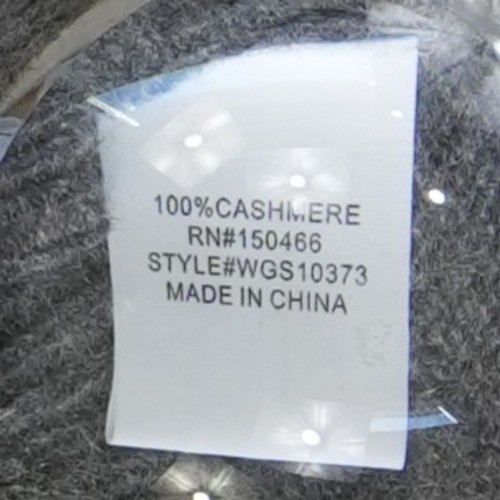 100%CASHMERE
RN#150466
STYLE#WGS10373
MADE IN CHINA